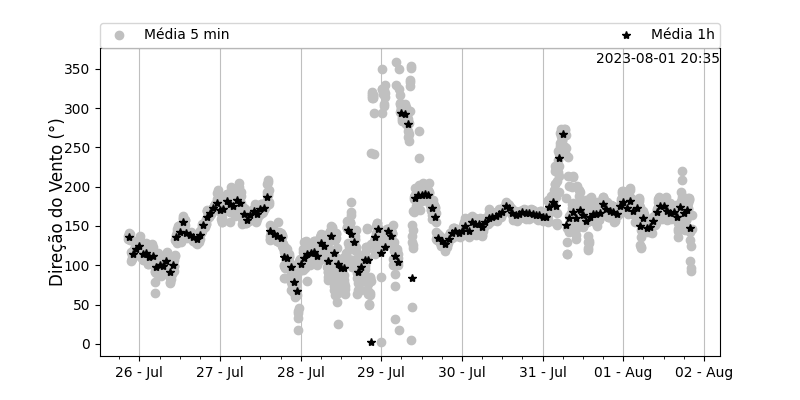 Média 5 min
Média 1h
2023-08-01 20:35
Direção do Vento (°)
350
300
250
200
150
100
50
0
26 - Jul
27 - Jul
28 - Jul
29 - Jul
30 - Jul
31 - Jul
01 - Aug
02 - Aug